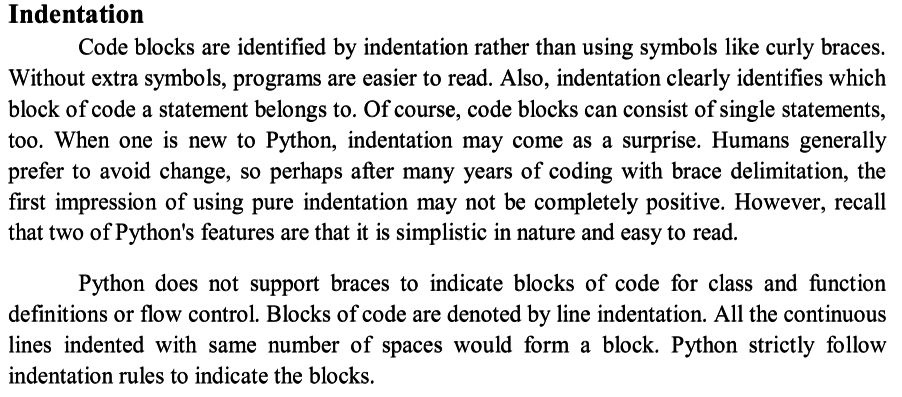 Indentation
Code blocks are identified by indentation rather than using symbols like curly braces.
Without extra symbols, programs are easier to read. Also, indentation clearly identifies which
block of code a statement belongs to. Of course, code blocks can consist of single statements,
too. When one is new to Python, indentation may come as a surprise. Humans generally
prefer to avoid change, so perhaps after many years of coding with brace delimitation, the
first impression of using pure indentation may not be completely positive. However, recall
that two of Python's features are that it is simplistic in nature and easy to read.
Python does not support braces to indicate blocks of code for class and function
definitions or flow control. Blocks of code are denoted by line indentation. All the continuous
lines indented with same number of spaces would form a block. Python strictly follow
indentation rules to indicate the blocks.